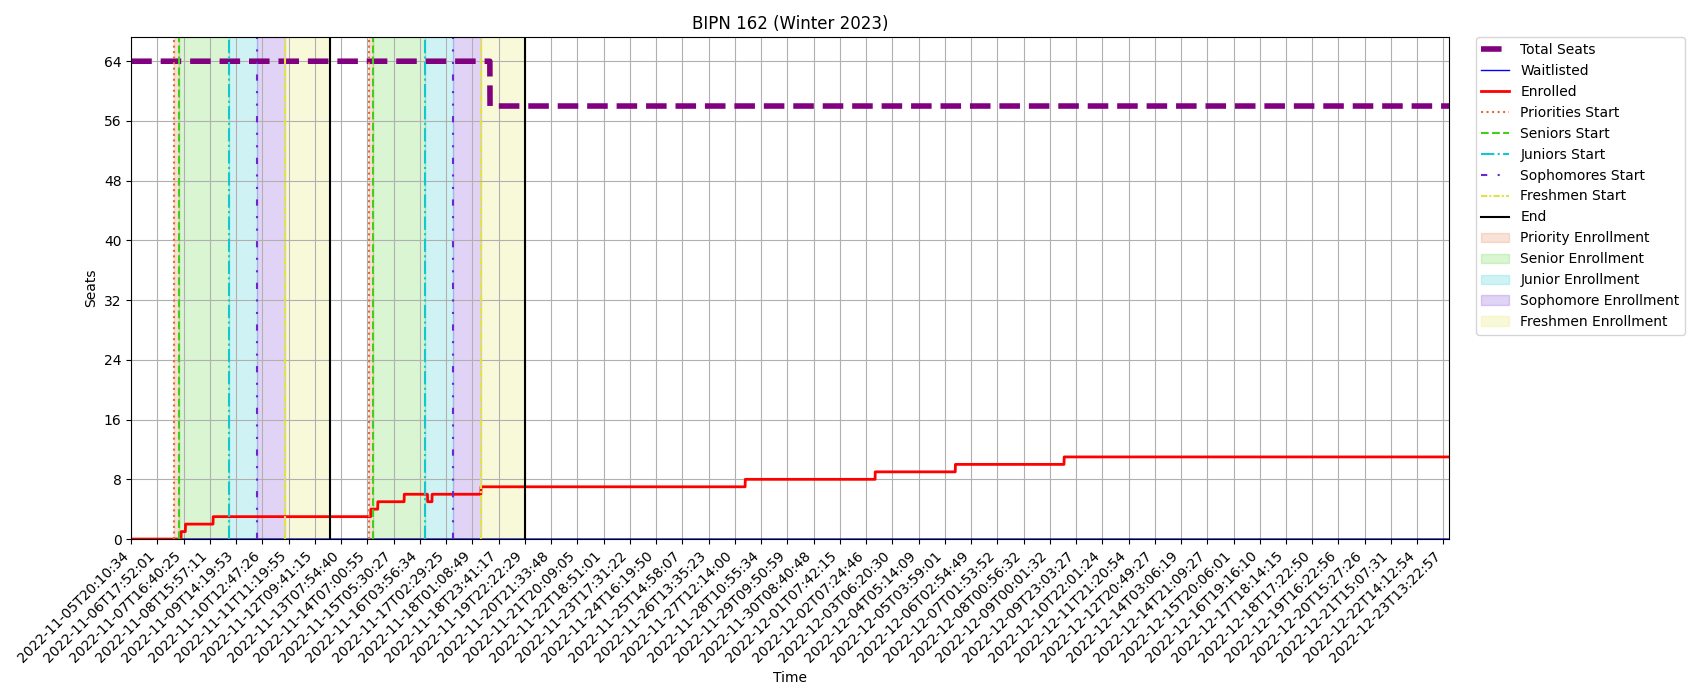 BIPN 162 (Winter 2023)
Seats
64
56
48
40
32
24
16
8
0
2022-11-05T20:10:34
2022-11-06T17:52:01
2022-11-07T16:40:25
2022-11-08T15:57:11
2022-11-09T14:19:53
2022-11-10T12:47:26
2022-11-11T11:19:55
2022-11-12T09:41:15
2022-11-13T07:54:40
2022-11-14T07:00:55
2022-11-15T05:30:27
2022-11-16T03:56:34
2022-11-17T02:29:25
2022-11-18T01:08:49
2022-11-18T23:41:17
2022-11-19T22:22:29
2022-11-20T21:33:48
2022-11-21T20:09:05
2022-11-22T18:51:01
2022-11-23T17:31:22
2022-11-24T16:19:50
2022-11-25T14:58:07
2022-11-26T13:35:23
2022-11-27T12:14:00
2022-11-28T10:55:34
2022-11-29T09:50:59
2022-11-30T08:40:48
2022-12-01T07:42:15
2022-12-02T07:24:46
2022-12-03T06:20:30
2022-12-04T05:14:09
2022-12-05T03:59:01
2022-12-06T02:54:49
2022-12-07T01:53:52
2022-12-08T00:56:32
2022-12-09T00:01:32
2022-12-09T23:03:27
2022-12-10T22:01:24
2022-12-11T21:20:54
2022-12-12T20:49:27
2022-12-14T03:06:19
2022-12-14T21:09:27
2022-12-15T20:06:01
2022-12-16T19:16:10
2022-12-17T18:14:15
2022-12-18T17:22:50
2022-12-19T16:22:56
2022-12-20T15:27:26
2022-12-21T15:07:31
2022-12-22T14:12:54
2022-12-23T13:22:57
Time
Total Seats
Waitlisted
Enrolled
Priorities Start
Seniors Start
Juniors Start
Sophomores Start
Freshmen Start
End
Priority Enrollment
Senior Enrollment
Junior Enrollment
Sophomore Enrollment
Freshmen Enrollment